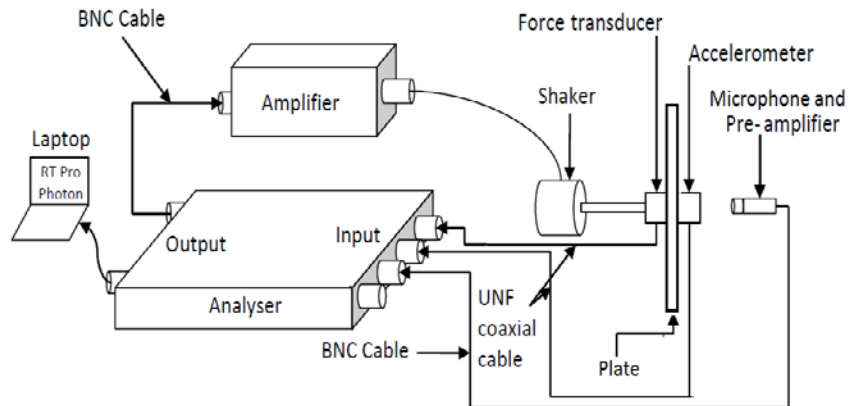 BNC Cable
Force transducer
Accelerometer
Amplifier
Shaker
Microphone and
Pre- amplifier
Laptop
RT Pro
Photon
Output
Input
Analyser
UNF
coaxial
cable
BNC Cable
Plate